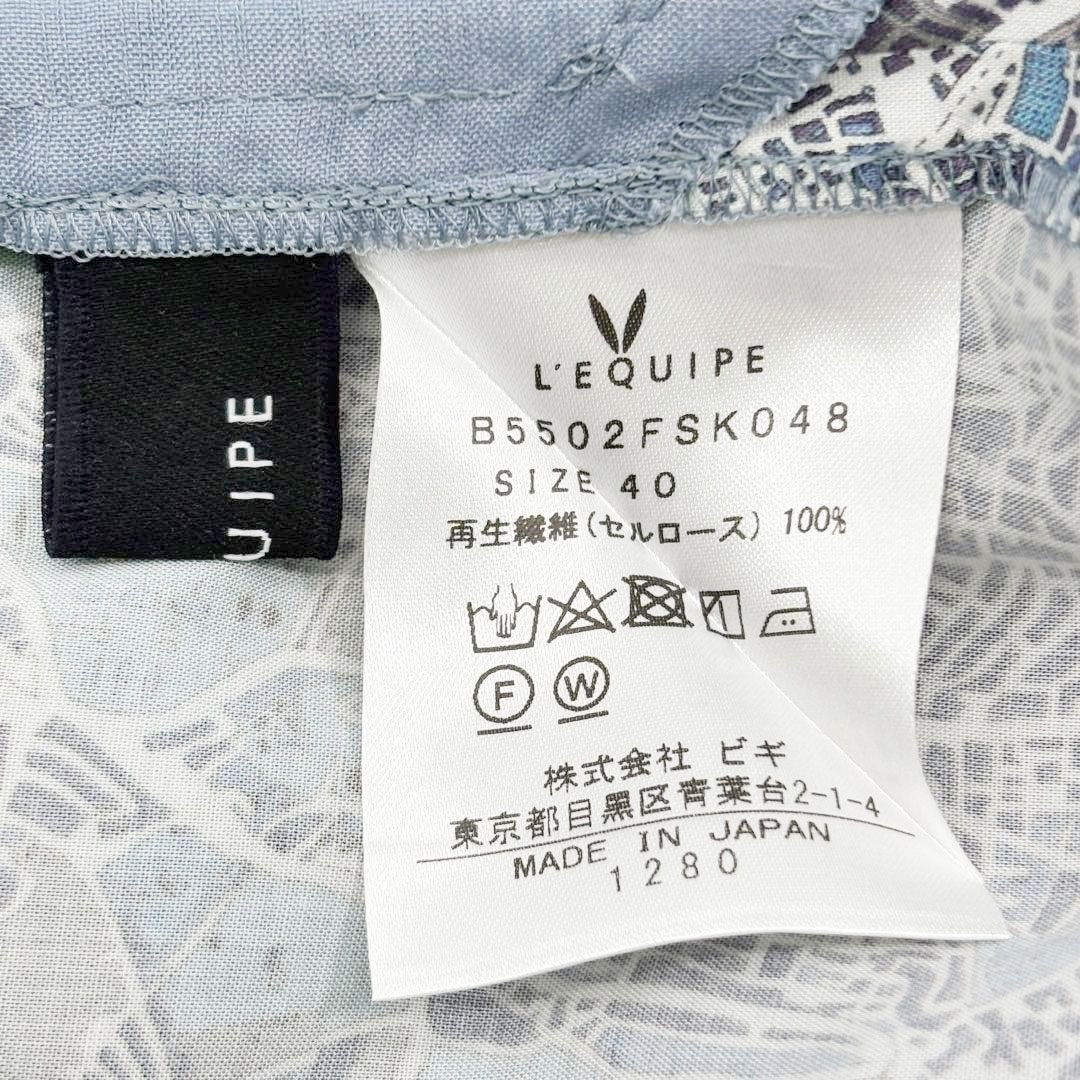 UIPE
L'EQUIPE
B5502FSK048
SIZE 40
再生繊維(セルロース) 100%
F W
株式会社 ビギ
東京都目黒区青葉台2-1-4
MADE IN JAPAN
1280